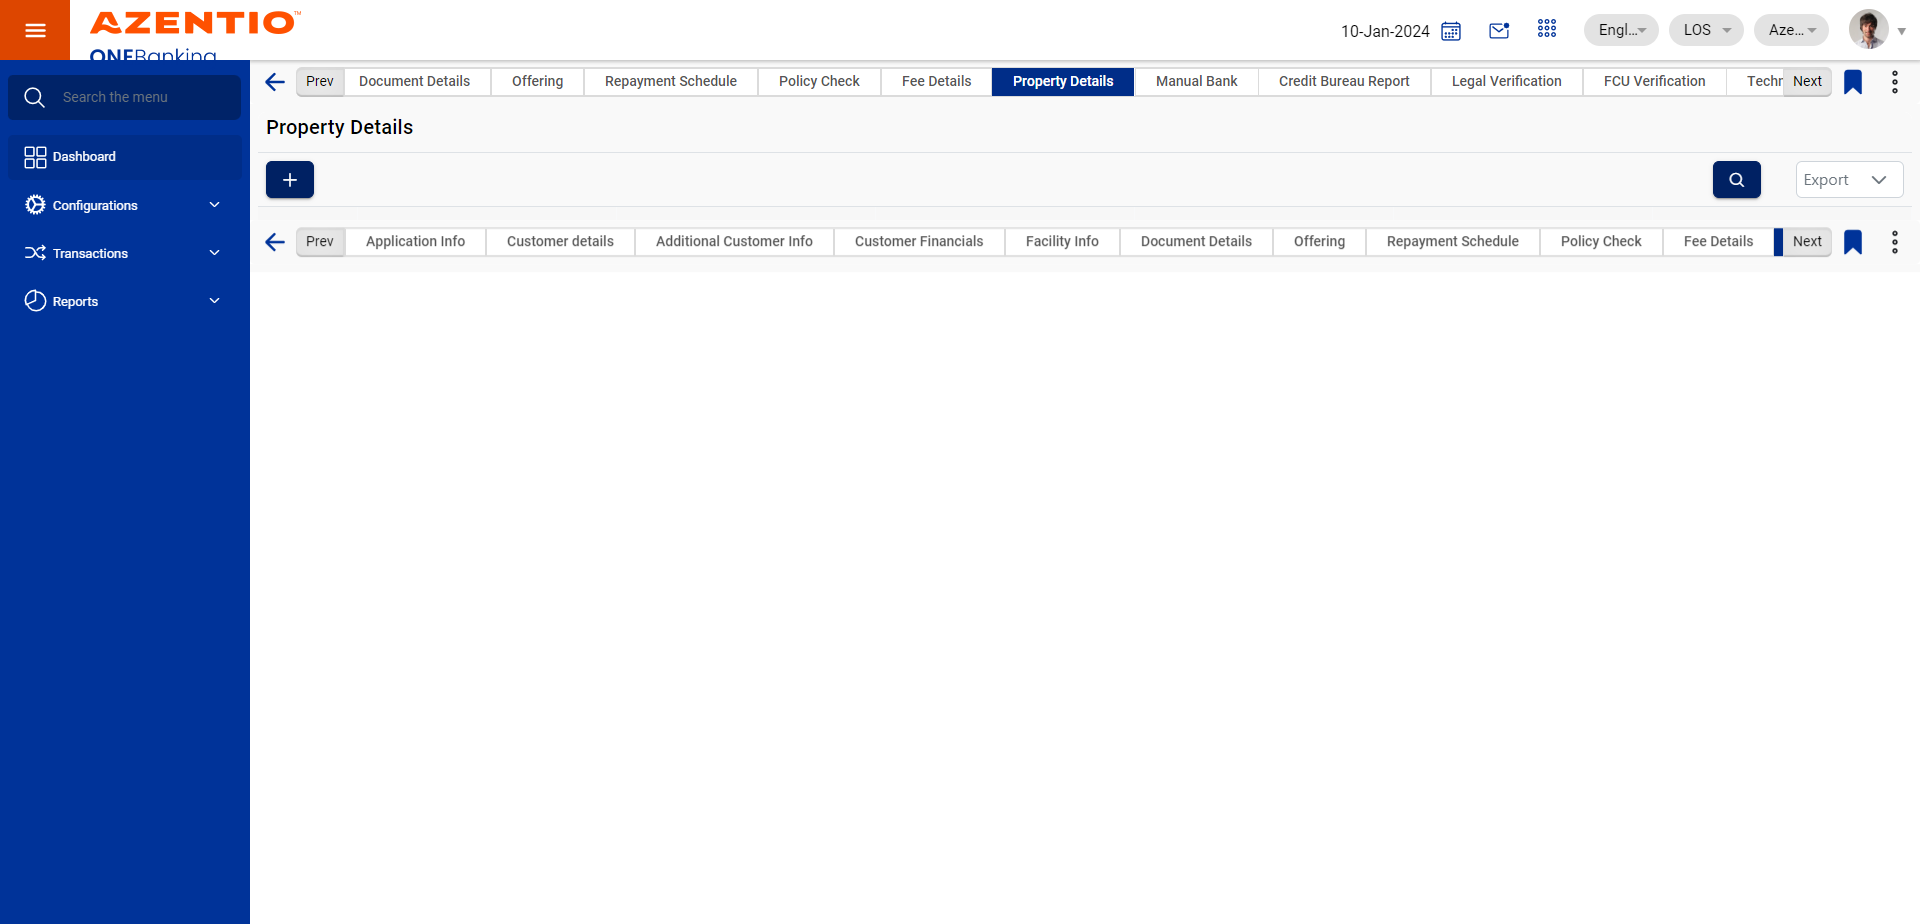 AZENTIO™
ONEBanking
10-Jan-2024
Engl...
LOS
Aze...
Search the menu
Dashboard
Configurations
Transactions
Reports
Prev Document Details Offering Repayment Schedule Policy Check Fee Details Property Details Manual Bank Credit Bureau Report Legal Verification FCU Verification Techr Next
Property Details
Export
Prev Application Info Customer details Additional Customer Info Customer Financials Facility Info Document Details Offering Repayment Schedule Policy Check Fee Details Next